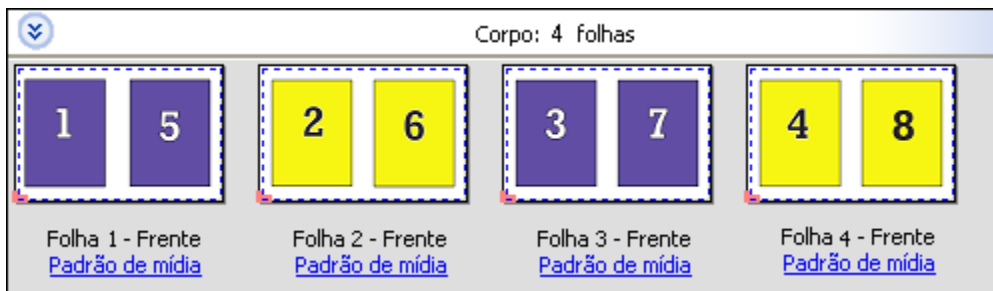 Corpo: 4 folhas
1 5 2 6 3 7 4 8
Folha 1 - Frente Folha 2 - Frente Folha 3 - Frente Folha 4 - Frente
Padrão de mídia Padrão de mídia Padrão de mídia Padrão de mídia